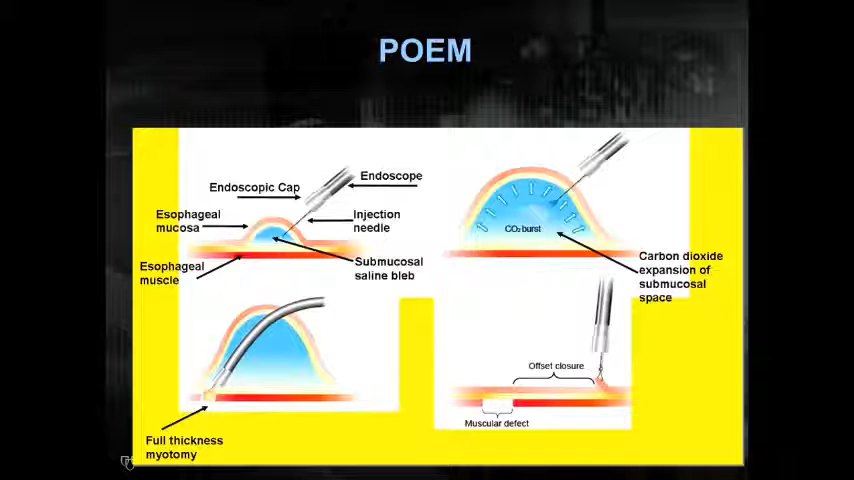 POEM
Endoscopic Cap
Endoscope
Esophageal
mucosa
Injection
needle
Esophageal
muscle
Submucosal
saline bleb
CO₂ burst
Carbon dioxide
expansion of
submucosal
space
Full thickness
myotomy
Offset closure
Muscular defect